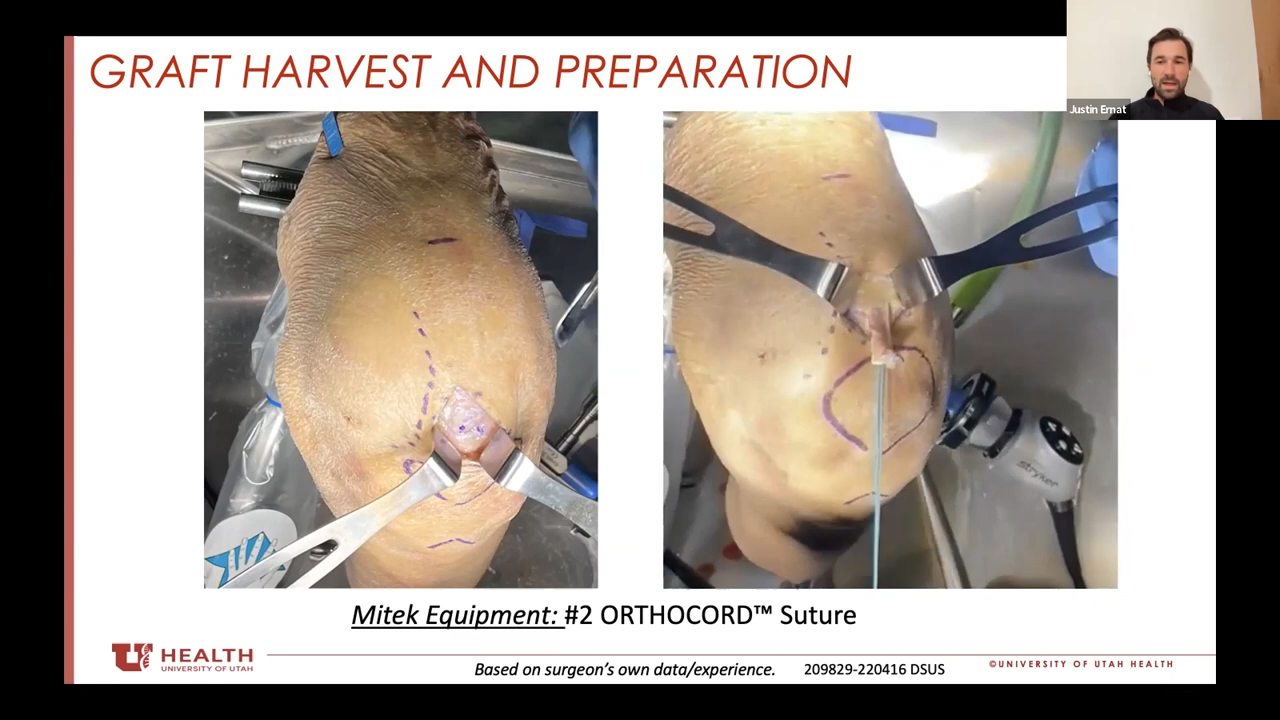 GRAFT HARVEST AND PREPARATION
Justin Ernat
stryker
Mitek Equipment: #2 ORTHOCORD™ Suture
U HEALTH
UNIVERSITY OF UTAH
Based on surgeon's own data/experience.
209829-220416 DSUS
©UNIVERSITY OF UTAH HEALTH